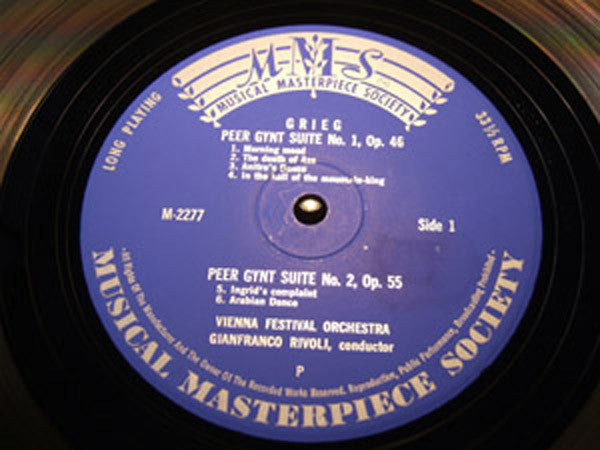 MMS
MUSICAL MASTERPIECE SOCIETY
LONG PLAYING
33 1/3 RPM
GRIEG
PEER GYNT SUITE No. 1, Op. 46
1. Morning mood
2. The death of Ase
3. Anitra's Dance
4. In the hall of the mountain-king
M-2277
Side 1
PEER GYNT SUITE No. 2, Op. 55
5. Ingrid's complaint
6. Arabian Dance
VIENNA FESTIVAL ORCHESTRA
GIANFRANCO RIVOLI, conductor
P
· All Rights Of The Manufacturer And The Owner Of The Recorded Works Reserved. Reproduction, Public Performance, Broadcasting Prohibited ·
MUSICAL MASTERPIECE SOCIETY